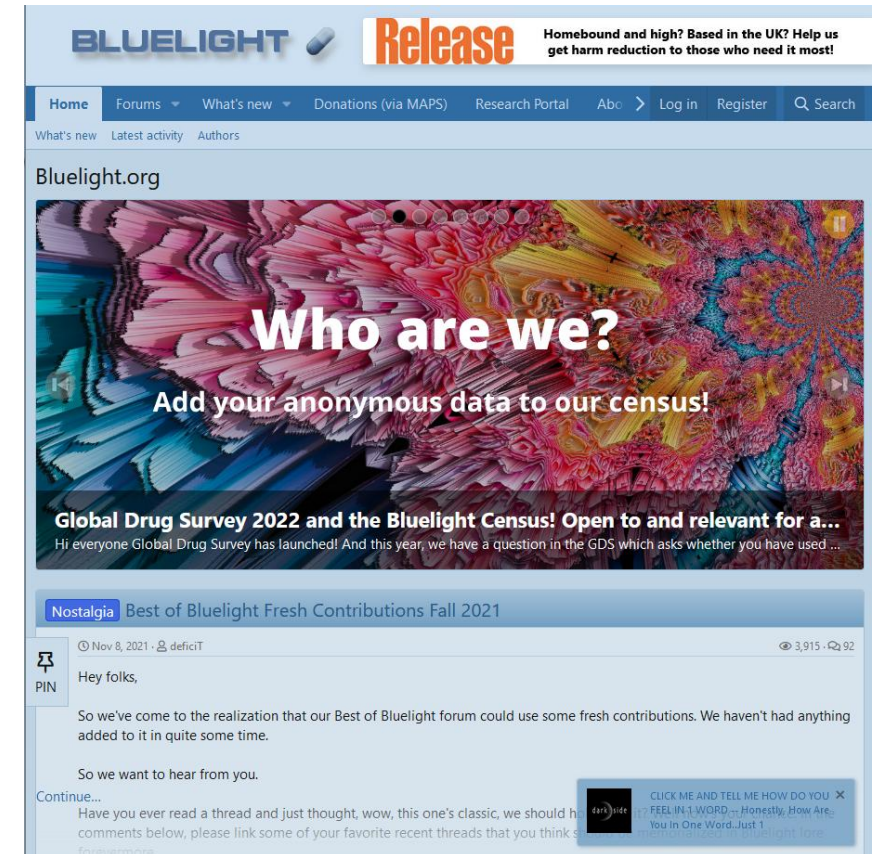 BLUELIGHT
Release
Homebound and high? Based in the UK? Help us
get harm reduction to those who need it most!
Home Forums What's new Donations (via MAPS) Research Portal Abo Log in Register Search
What's new Latest activity Authors
Bluelight.org
Who are we?
Add your anonymous data to our census!
Global Drug Survey 2022 and the Bluelight Census! Open to and relevant for a...
Hi everyone Global Drug Survey has launched! And this year, we have a question in the GDS which asks whether you have used ...
Nostalgia Best of Bluelight Fresh Contributions Fall 2021
Nov 8, 2021 · deficiT 3,915 · 92
PIN
Hey folks,
So we've come to the realization that our Best of Bluelight forum could use some fresh contributions. We haven't had anything
added to it in quite some time.
So we want to hear from you.
Continue...
Have you ever read a thread and just thought, wow, this one's classic, we should
comments below, please link some of your favorite recent threads that you think
forevermore
dark side
CLICK ME AND TELL ME HOW DO YOU
FEEL IN 1 WORD-- Honestly, How Are
You In One Word..Just 1